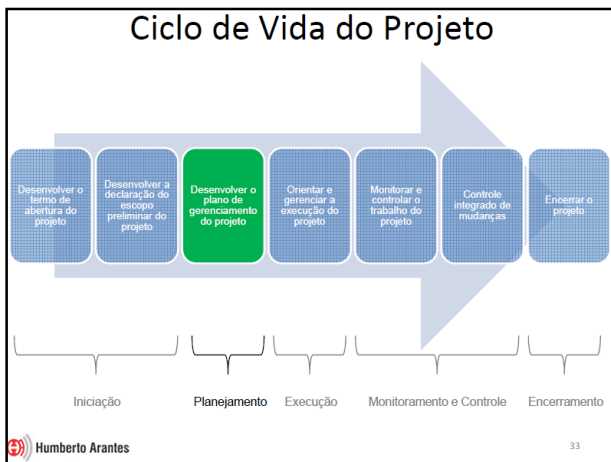 Ciclo de Vida do Projeto
Desenvolver o
termo de
abertura do
projeto
Desenvolver a
declaração do
escopo
preliminar do
projeto
Desenvolver o
plano de
gerenciamento
do projeto
Orientar e
gerenciar a
execução do
projeto
Monitorar e
controlar o
trabalho do
projeto
Controle
integrado de
mudanças
Encerrar o
projeto
Iniciação
Planejamento
Execução
Monitoramento e Controle
Encerramento
Humberto Arantes
33